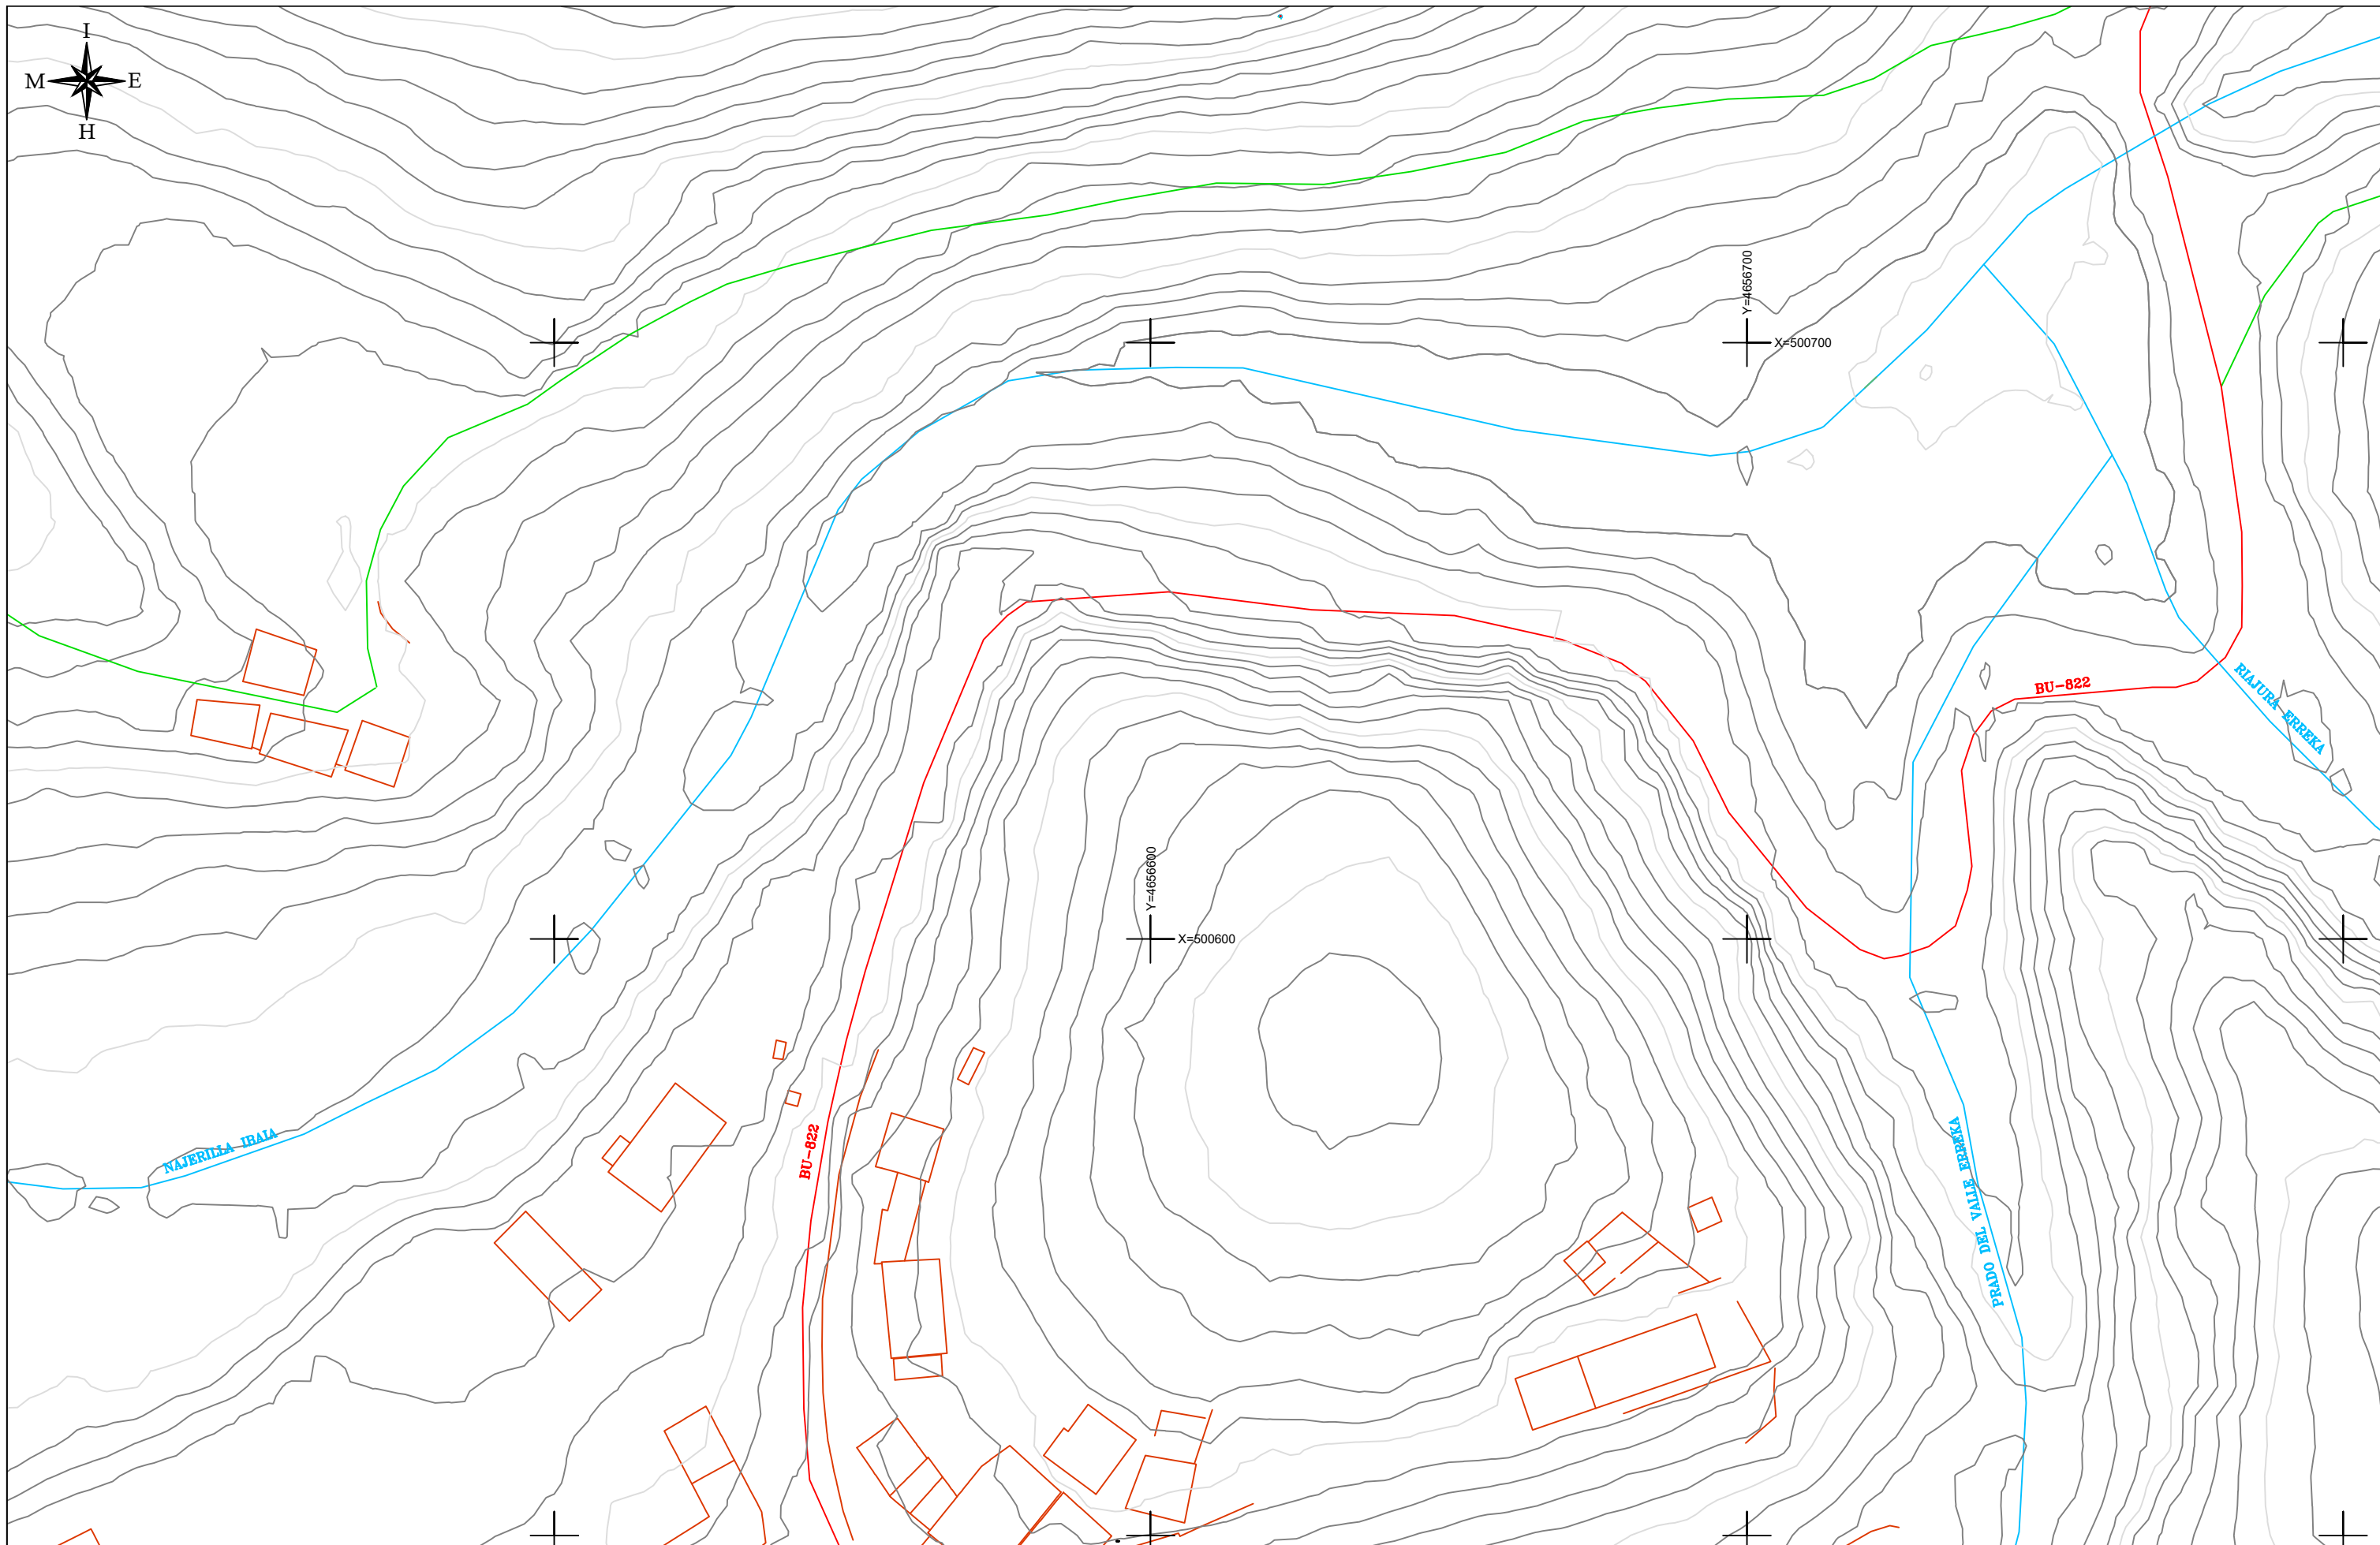 I
M E
H
Y=4656700
X=500700
BU-822
RIAJURA ERREKA
Y=4656600
X=500600
BU-822
NAJERILLA IBAIA
PRADO DEL VALLE ERREKA